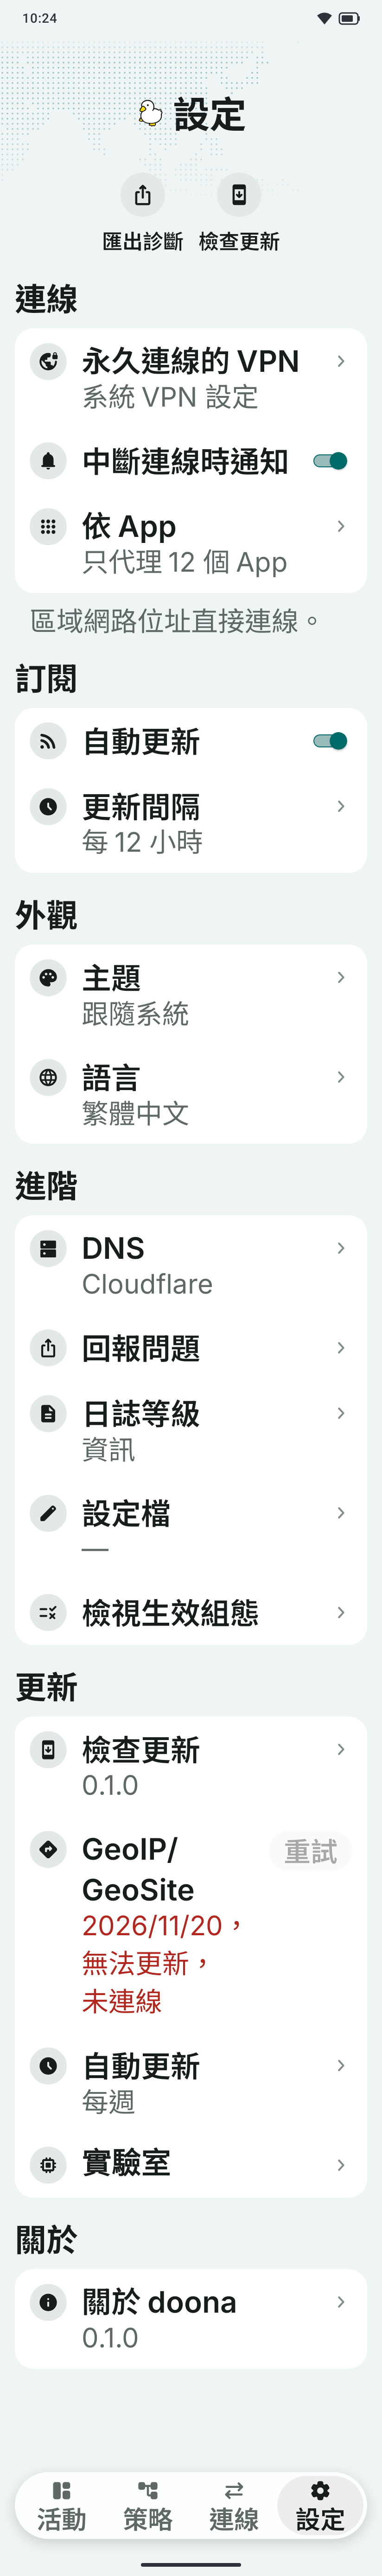 10:24
設定
匯出診斷
檢查更新
連線
永久連線的 VPN
系統 VPN 設定
中斷連線時通知
依 App
只代理 12 個 App
區域網路位址直接連線。
訂閱
自動更新
更新間隔
每 12 小時
外觀
主題
跟隨系統
語言
繁體中文
進階
DNS
Cloudflare
回報問題
日誌等級
資訊
設定檔
—
檢視生效組態
更新
檢查更新
0.1.0
GeoIP/
GeoSite
重試
2026/11/20，
無法更新，
未連線
自動更新
每週
實驗室
關於
關於 doona
0.1.0
活動
策略
連線
設定